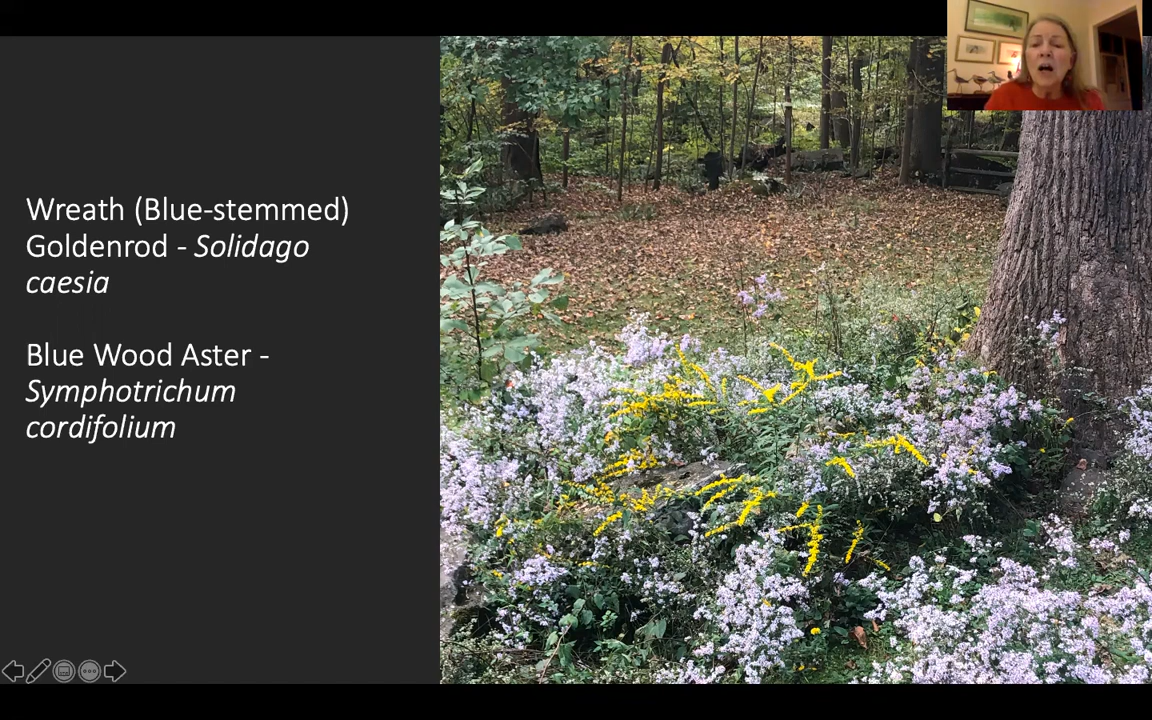 Wreath (Blue-stemmed)
Goldenrod - Solidago
caesia
Blue Wood Aster -
Symphotrichum
cordifolium